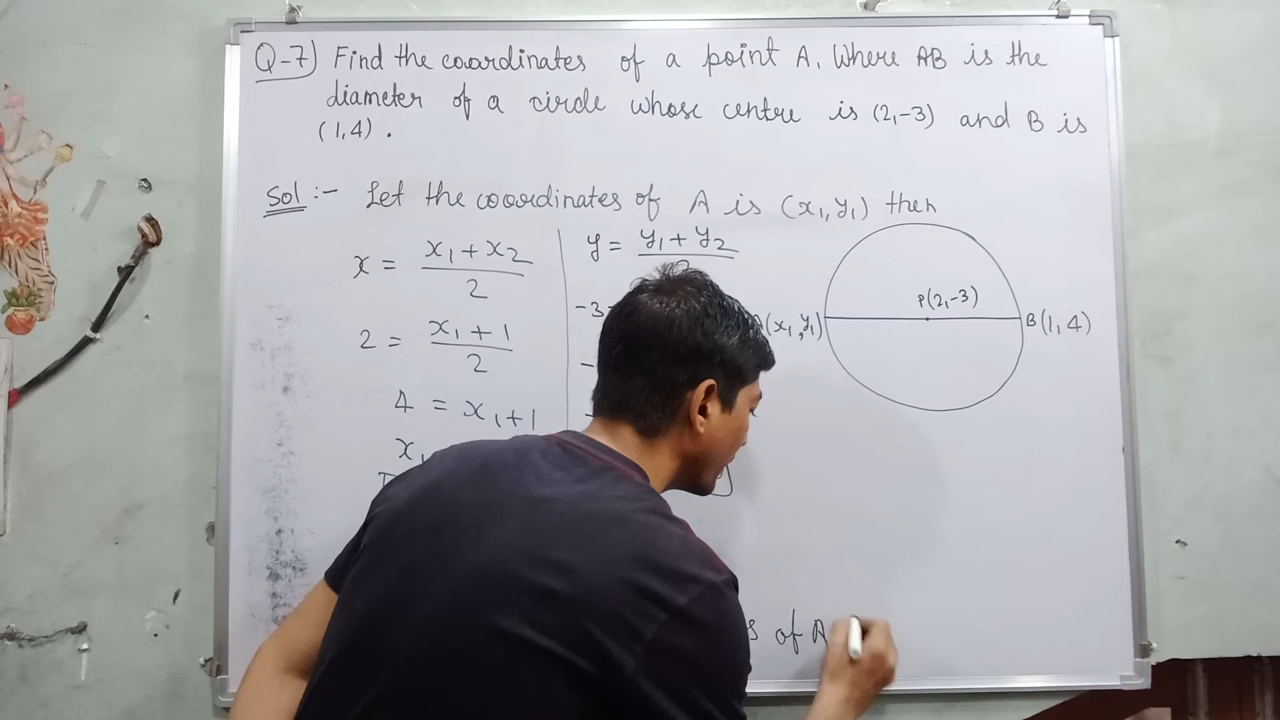 Q-7) Find the coordinates of a point A, Where AB is the
diameter of a circle whose centre is (2,-3) and B is
(1,4).
Sol :- Let the coordinates of A is (x₁, y₁) then
x = (x₁ + x₂)/2
2 = (x₁ + 1)/2
4 = x₁ + 1
x₁
y = (y₁ + y₂)/2
-3
P(2,-3)
(x₁, y₁)
B(1,4)
of A